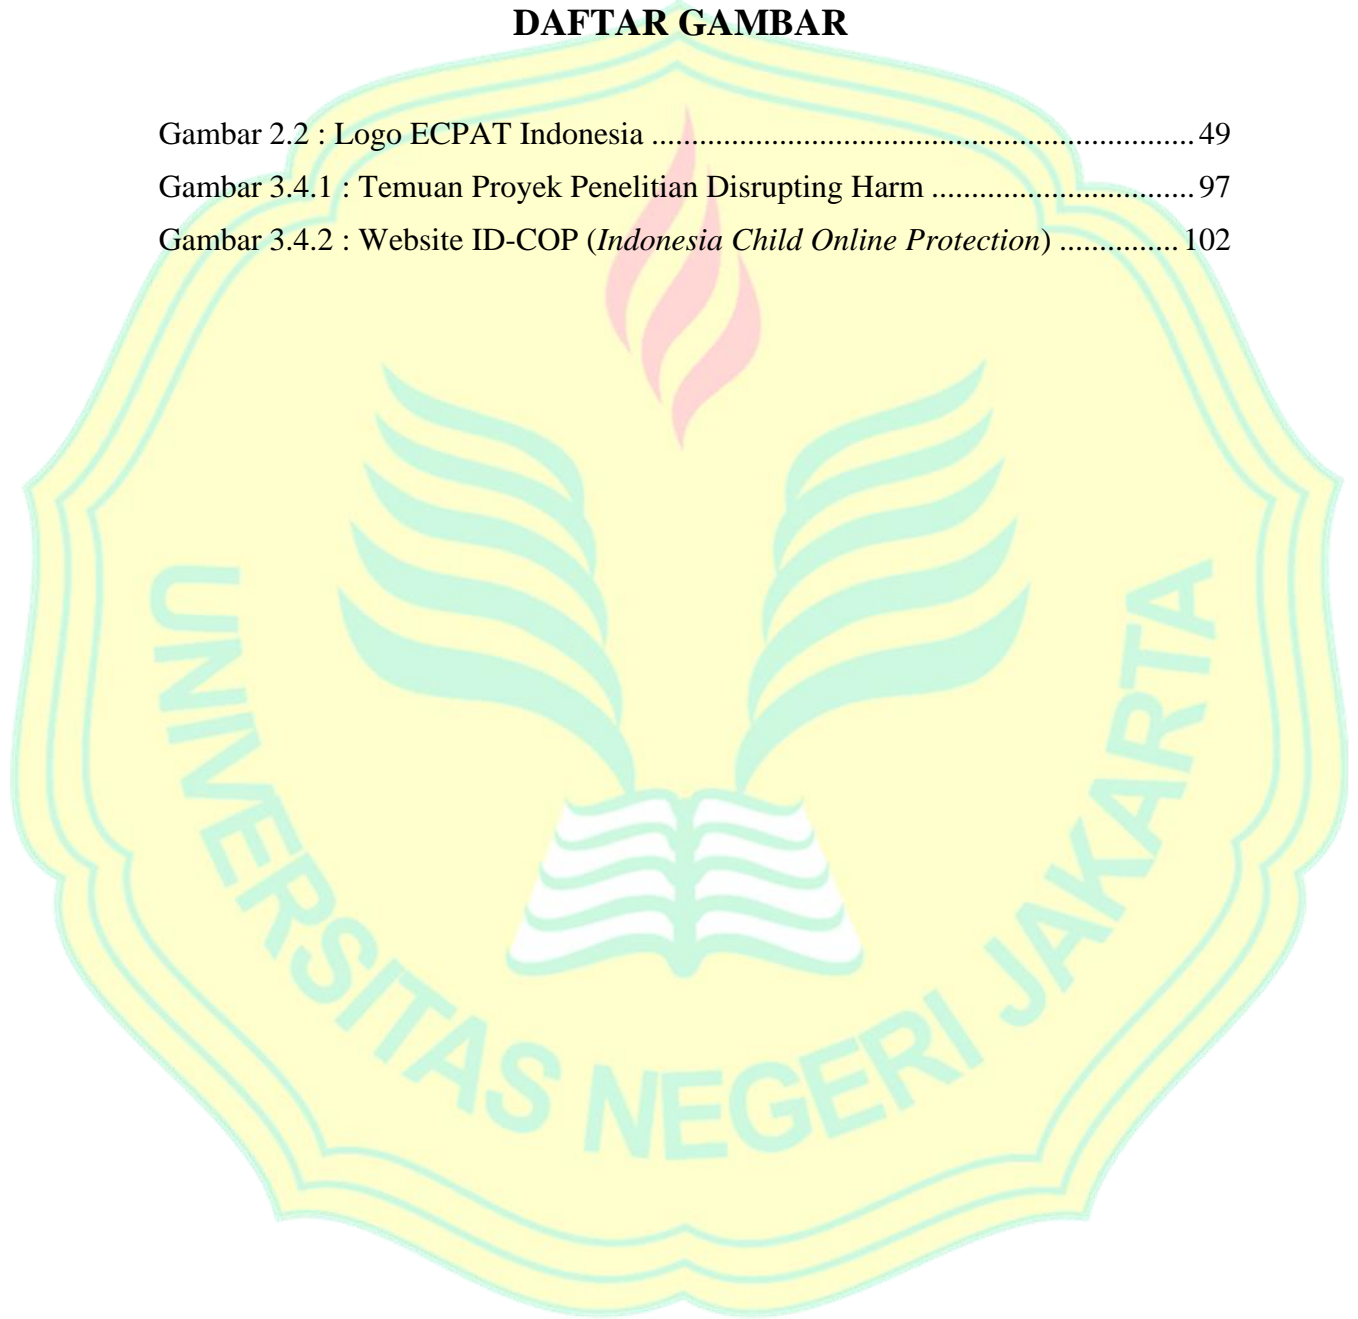 DAFTAR GAMBAR
Gambar 2.2 : Logo ECPAT Indonesia ................................................................... 49
Gambar 3.4.1 : Temuan Proyek Penelitian Disrupting Harm ................................ 97
Gambar 3.4.2 : Website ID-COP (Indonesia Child Online Protection) ............... 102
UNIVERSITAS NEGERI JAKARTA